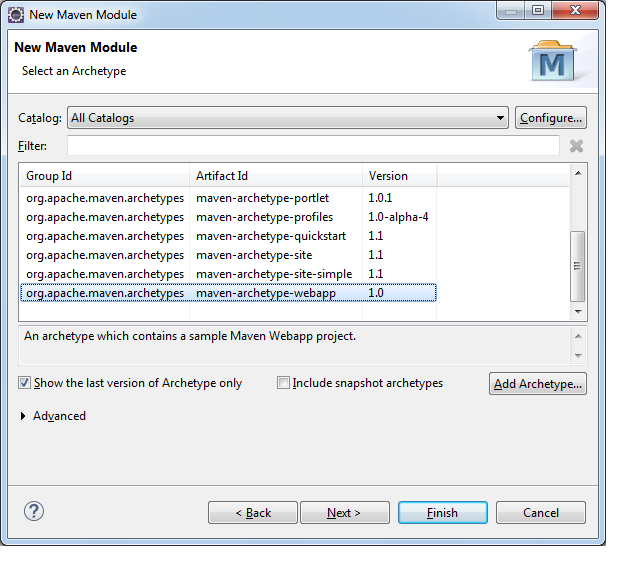 New Maven Module
New Maven Module
Select an Archetype
M
Catalog: All Catalogs Configure...
Filter:
Group Id Artifact Id Version
org.apache.maven.archetypes maven-archetype-portlet 1.0.1
org.apache.maven.archetypes maven-archetype-profiles 1.0-alpha-4
org.apache.maven.archetypes maven-archetype-quickstart 1.1
org.apache.maven.archetypes maven-archetype-site 1.1
org.apache.maven.archetypes maven-archetype-site-simple 1.1
org.apache.maven.archetypes maven-archetype-webapp 1.0
An archetype which contains a sample Maven Webapp project.
Show the last version of Archetype only Include snapshot archetypes Add Archetype...
Advanced
? < Back Next > Finish Cancel